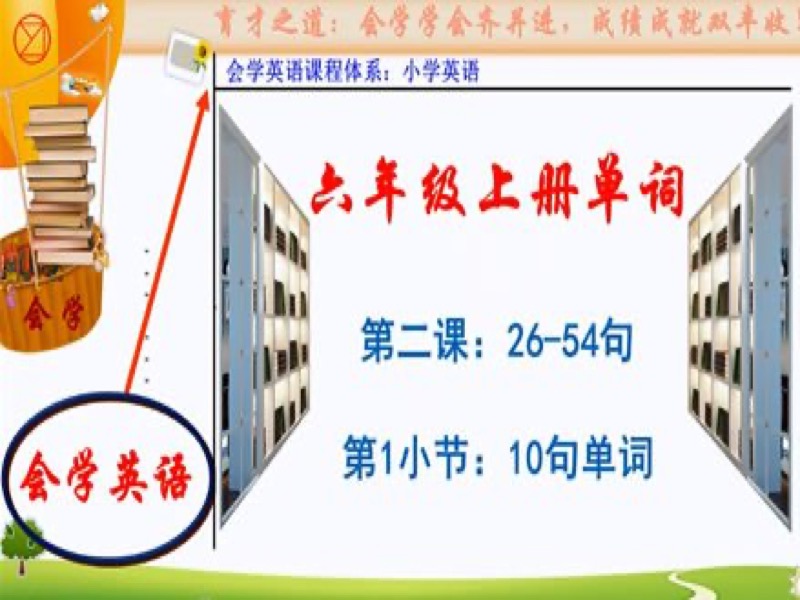 育才之道：会学学会齐并进，成绩成就双丰收！
会学英语课程体系：小学英语
六年级上册单词
第二课：26-54句
第1小节：10句单词
会学
会学英语